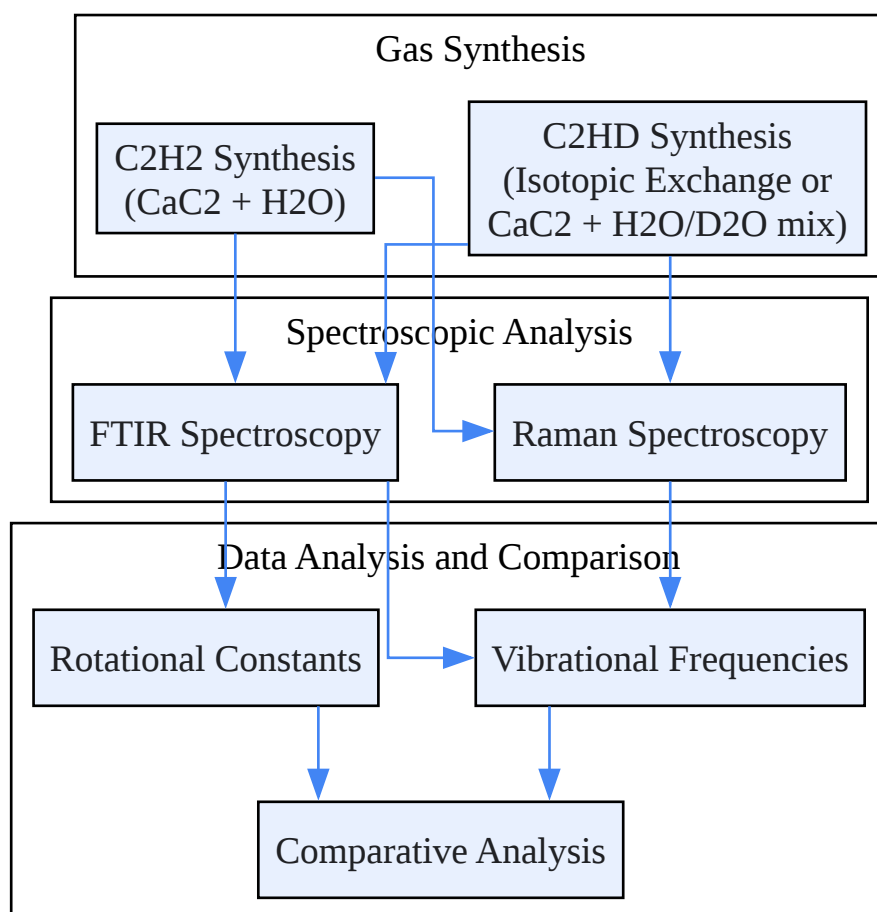 Gas Synthesis
C2H2 Synthesis
(CaC2 + H2O)
C2HD Synthesis
(Isotopic Exchange or
CaC2 + H2O/D2O mix)
Spectroscopic Analysis
FTIR Spectroscopy
Raman Spectroscopy
Data Analysis and Comparison
Rotational Constants
Vibrational Frequencies
Comparative Analysis